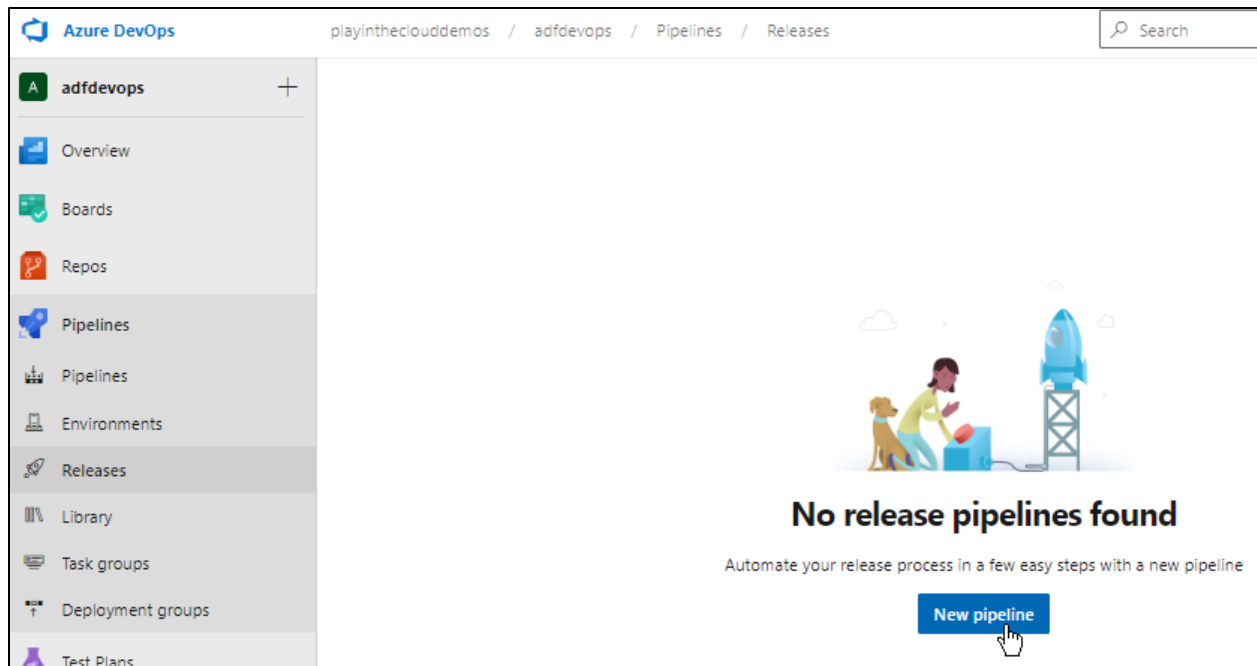 Azure DevOps
playintheclouddemos / adfdevops / Pipelines / Releases
Search
A adfdevops +
Overview
Boards
Repos
Pipelines
Pipelines
Environments
Releases
Library
Task groups
Deployment groups
Test Plans
No release pipelines found
Automate your release process in a few easy steps with a new pipeline
New pipeline